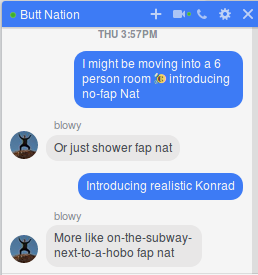 Butt Nation
THU 3:57PM
I might be moving into a 6
person room 🐠 introducing
no-fap Nat
blowy
Or just shower fap nat
Introducing realistic Konrad
blowy
More like on-the-subway-
next-to-a-hobo fap nat